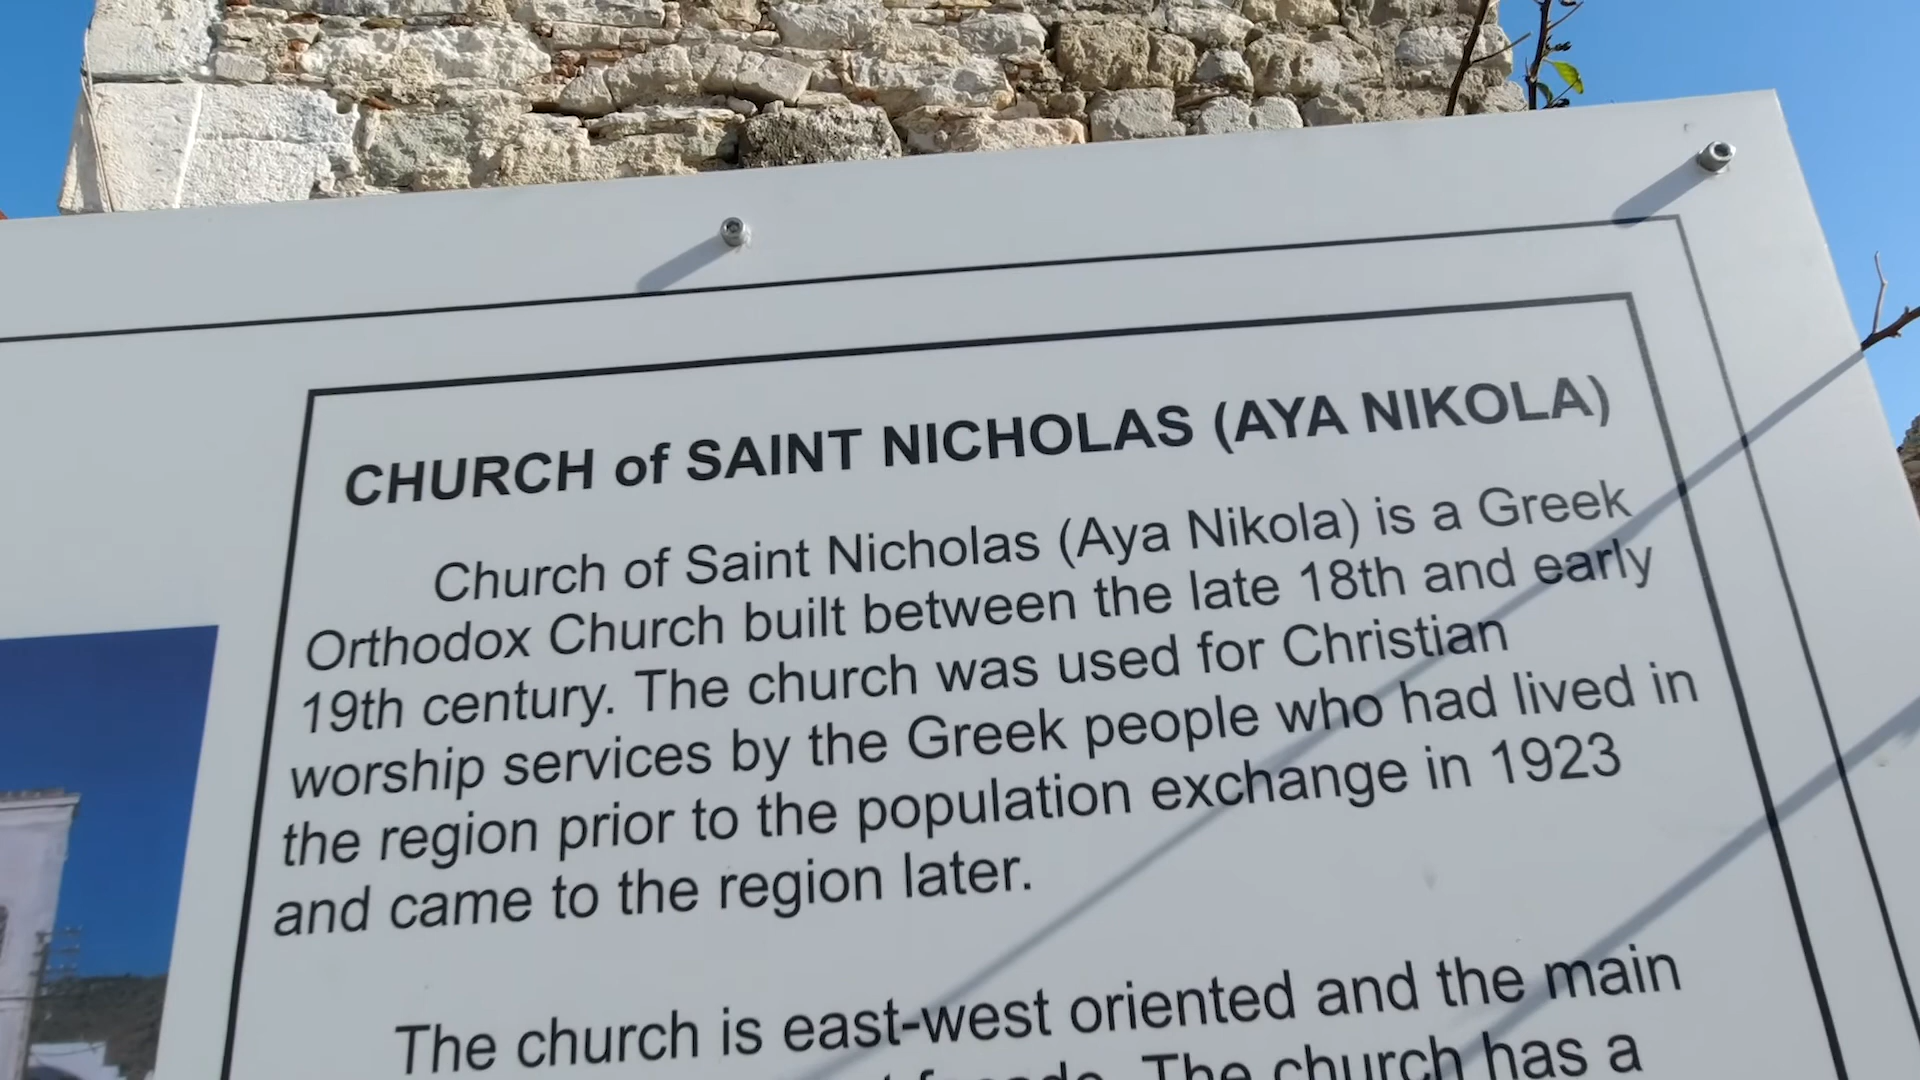 CHURCH of SAINT NICHOLAS (AYA NIKOLA)
Church of Saint Nicholas (Aya Nikola) is a Greek
Orthodox Church built between the late 18th and early
19th century. The church was used for Christian
worship services by the Greek people who had lived in
the region prior to the population exchange in 1923
and came to the region later.
The church is east-west oriented and the main
The church has a